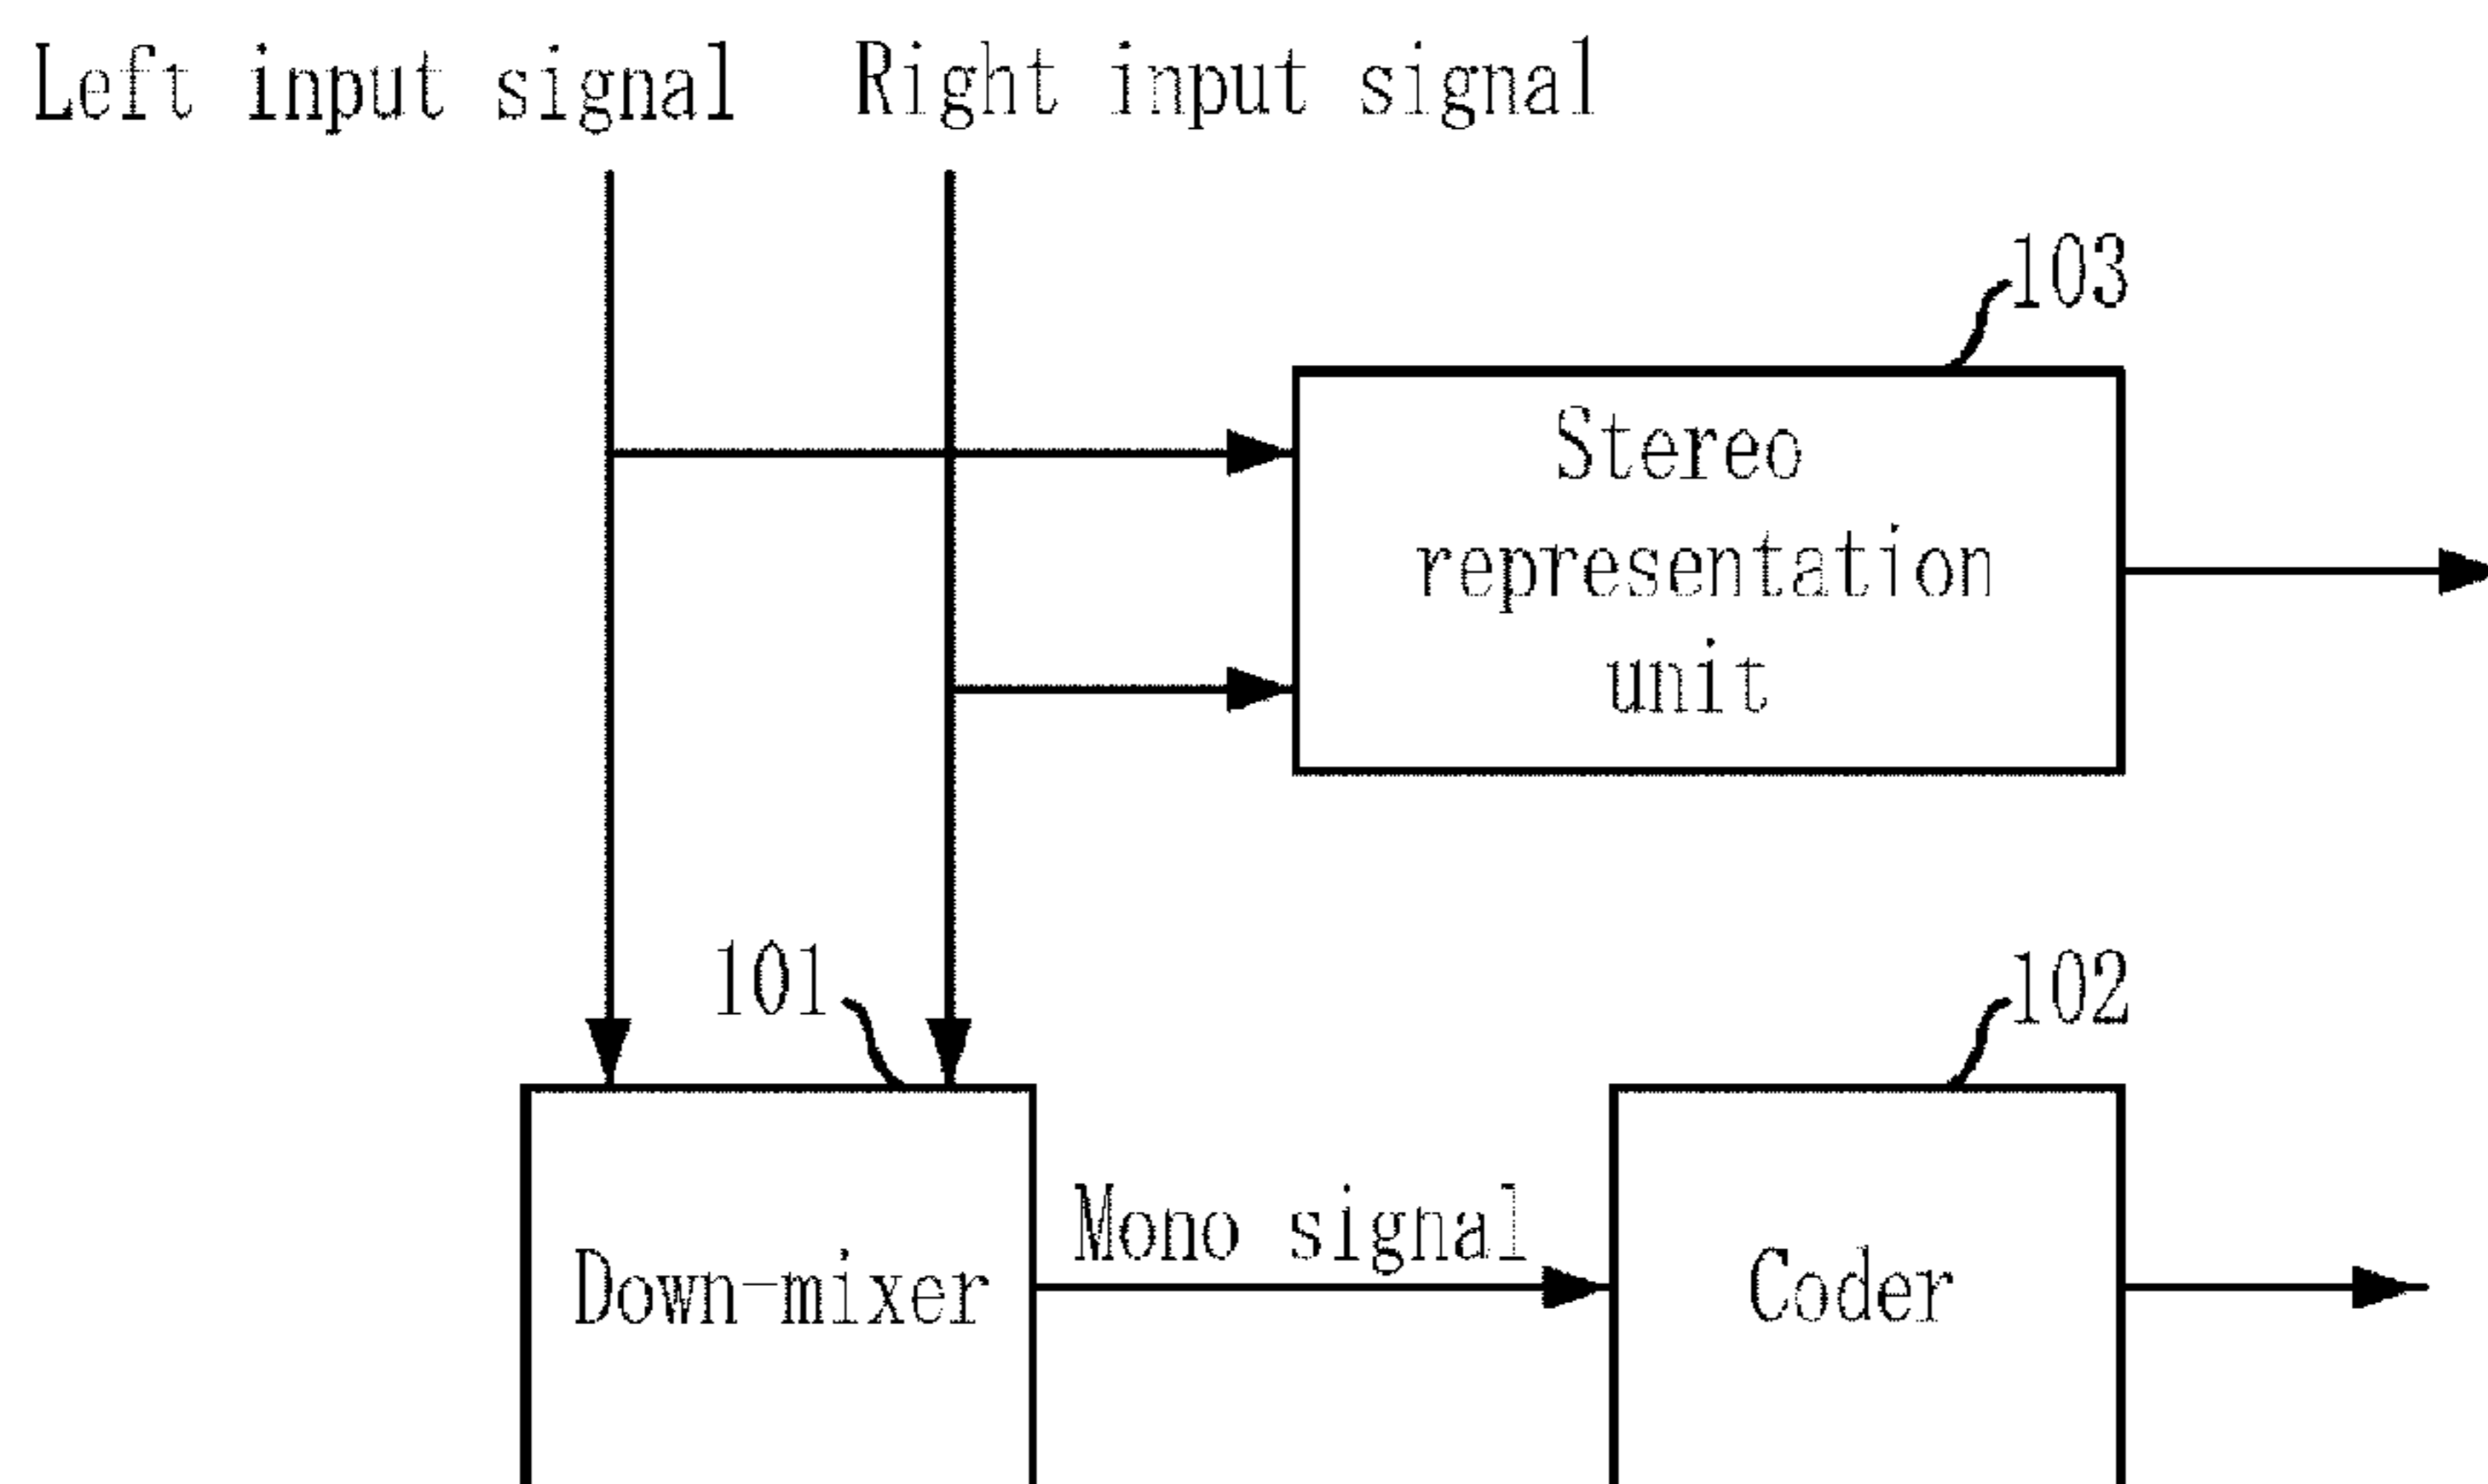 Left input signal
Right input signal
103
Stereo
representation
unit
101
102
Mono signal
Down-mixer
Coder